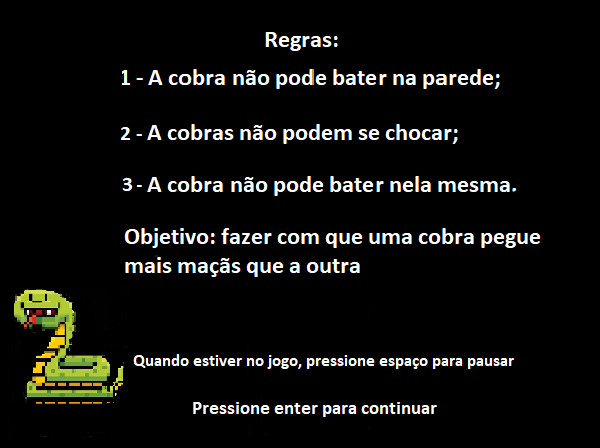 Regras:
1 - A cobra não pode bater na parede;
2 - A cobras não podem se chocar;
3 - A cobra não pode bater nela mesma.
Objetivo: fazer com que uma cobra pegue
mais maçãs que a outra
Quando estiver no jogo, pressione espaço para pausar
Pressione enter para continuar